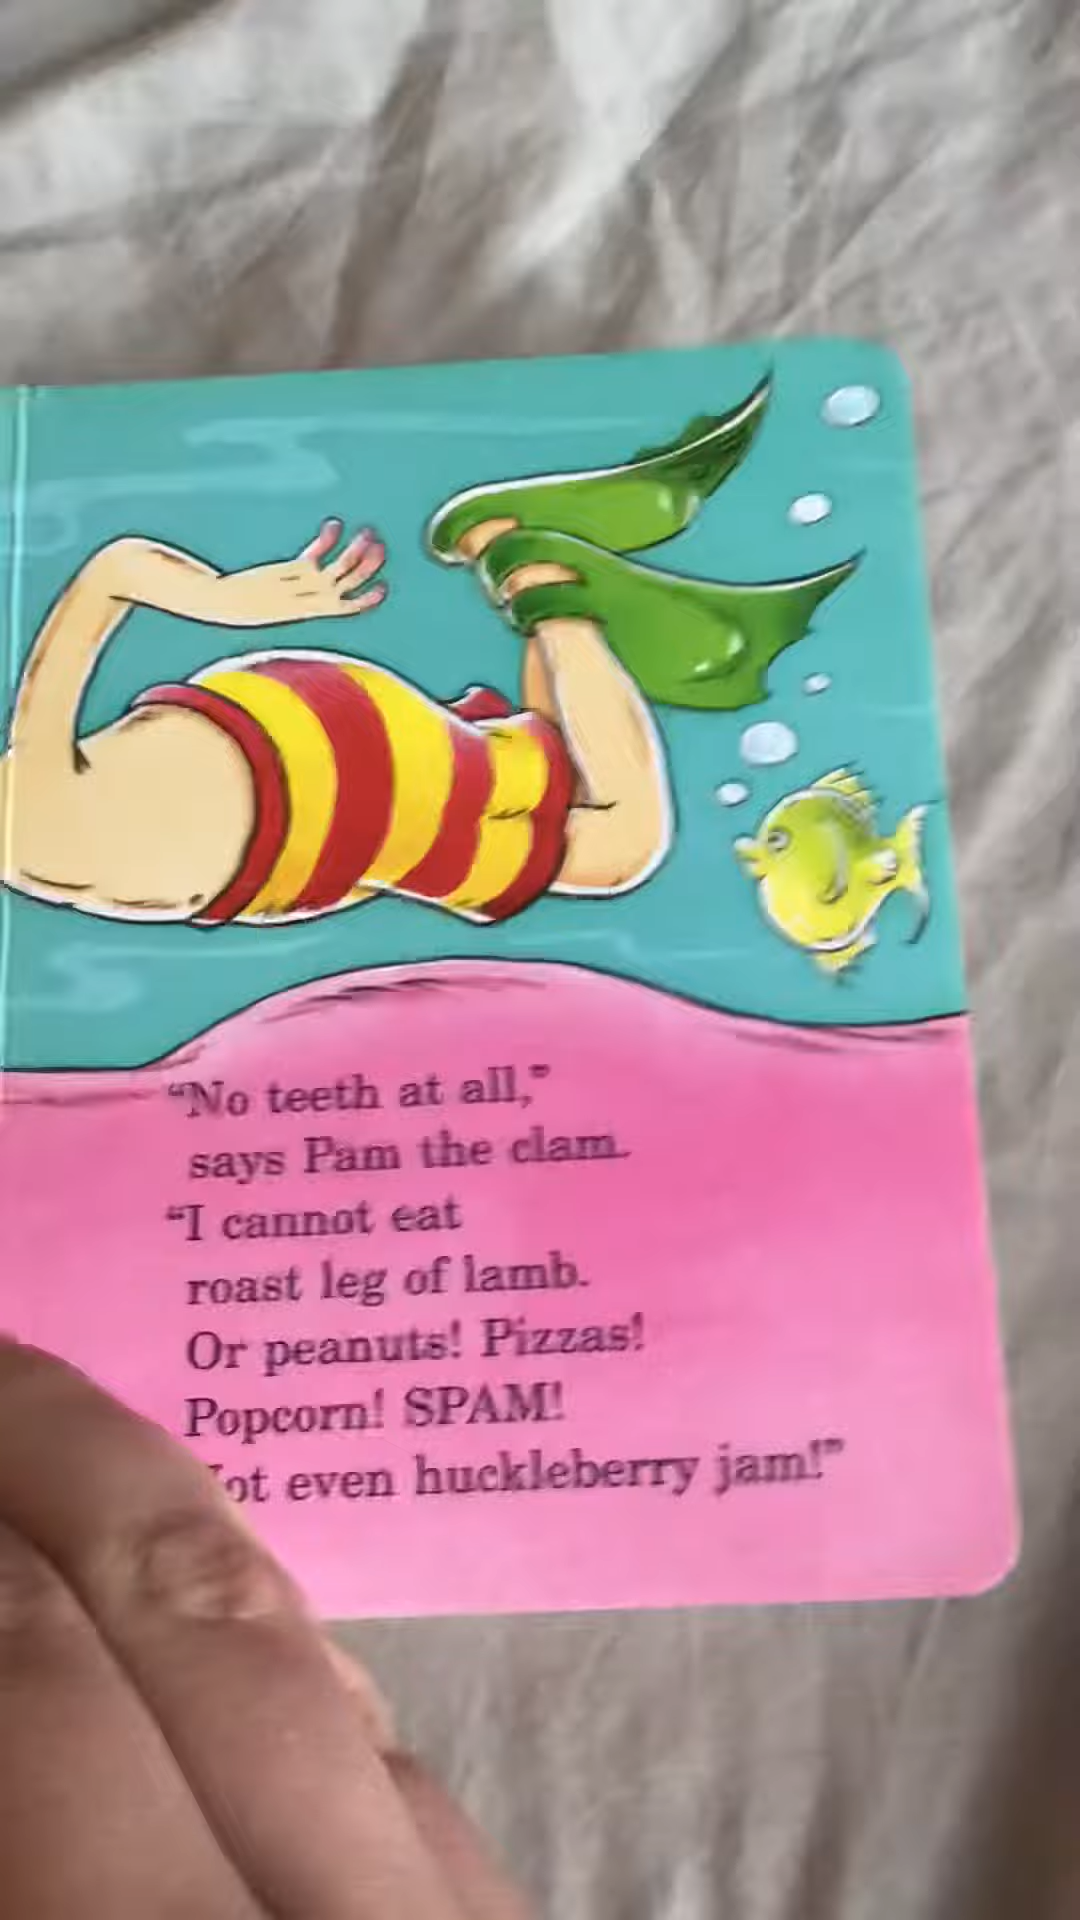 “No teeth at all,”
says Pam the clam.
“I cannot eat
roast leg of lamb.
Or peanuts! Pizzas!
Popcorn! SPAM!
even huckleberry jam!”